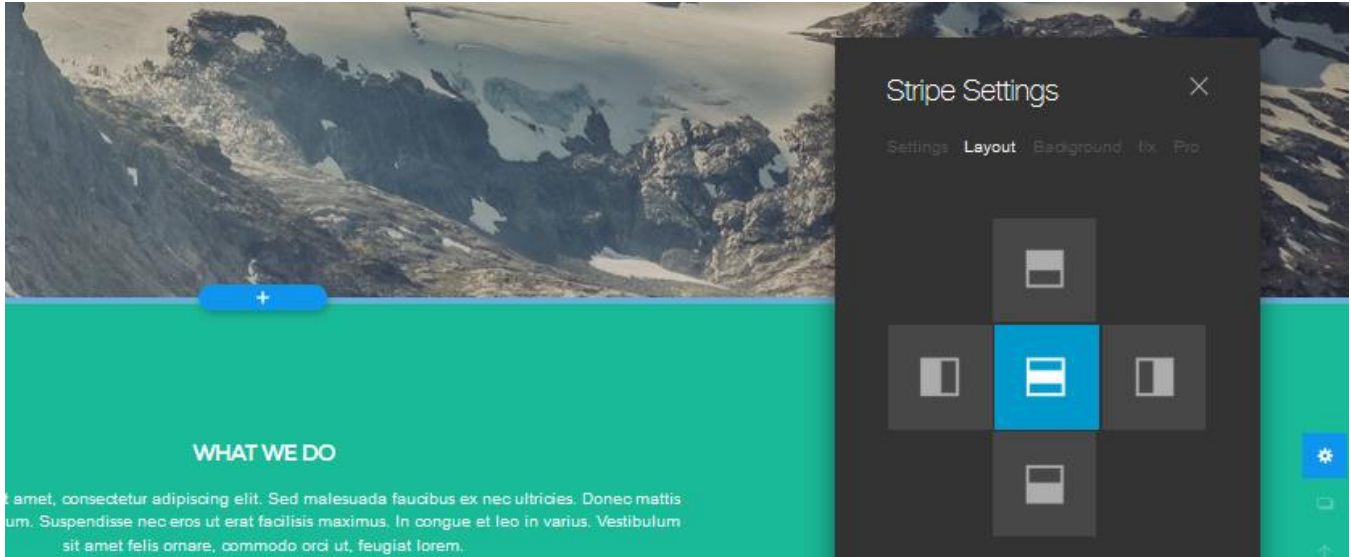 Stripe Settings
Settings Layout Background f/x Pro
WHAT WE DO
t amet, consectetur adipiscing elit. Sed malesuada faucibus ex nec ultricies. Donec mattis
um. Suspendisse nec eros ut erat facilisis maximus. In congue et leo in varius. Vestibulum
sit amet felis ornare, commodo orci ut, feugiat lorem.